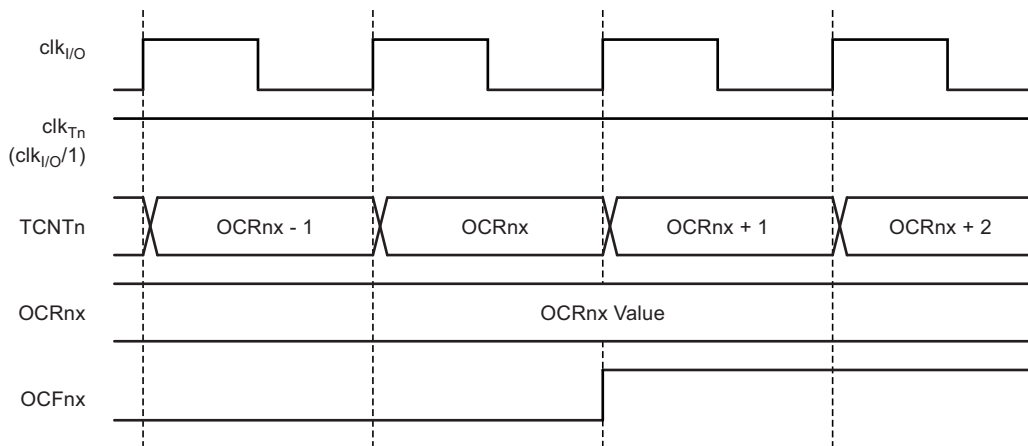 clkI/O
clkTn
(clkI/O/1)
TCNTn OCRnx - 1 OCRnx OCRnx + 1 OCRnx + 2
OCRnx OCRnx Value
OCFnx